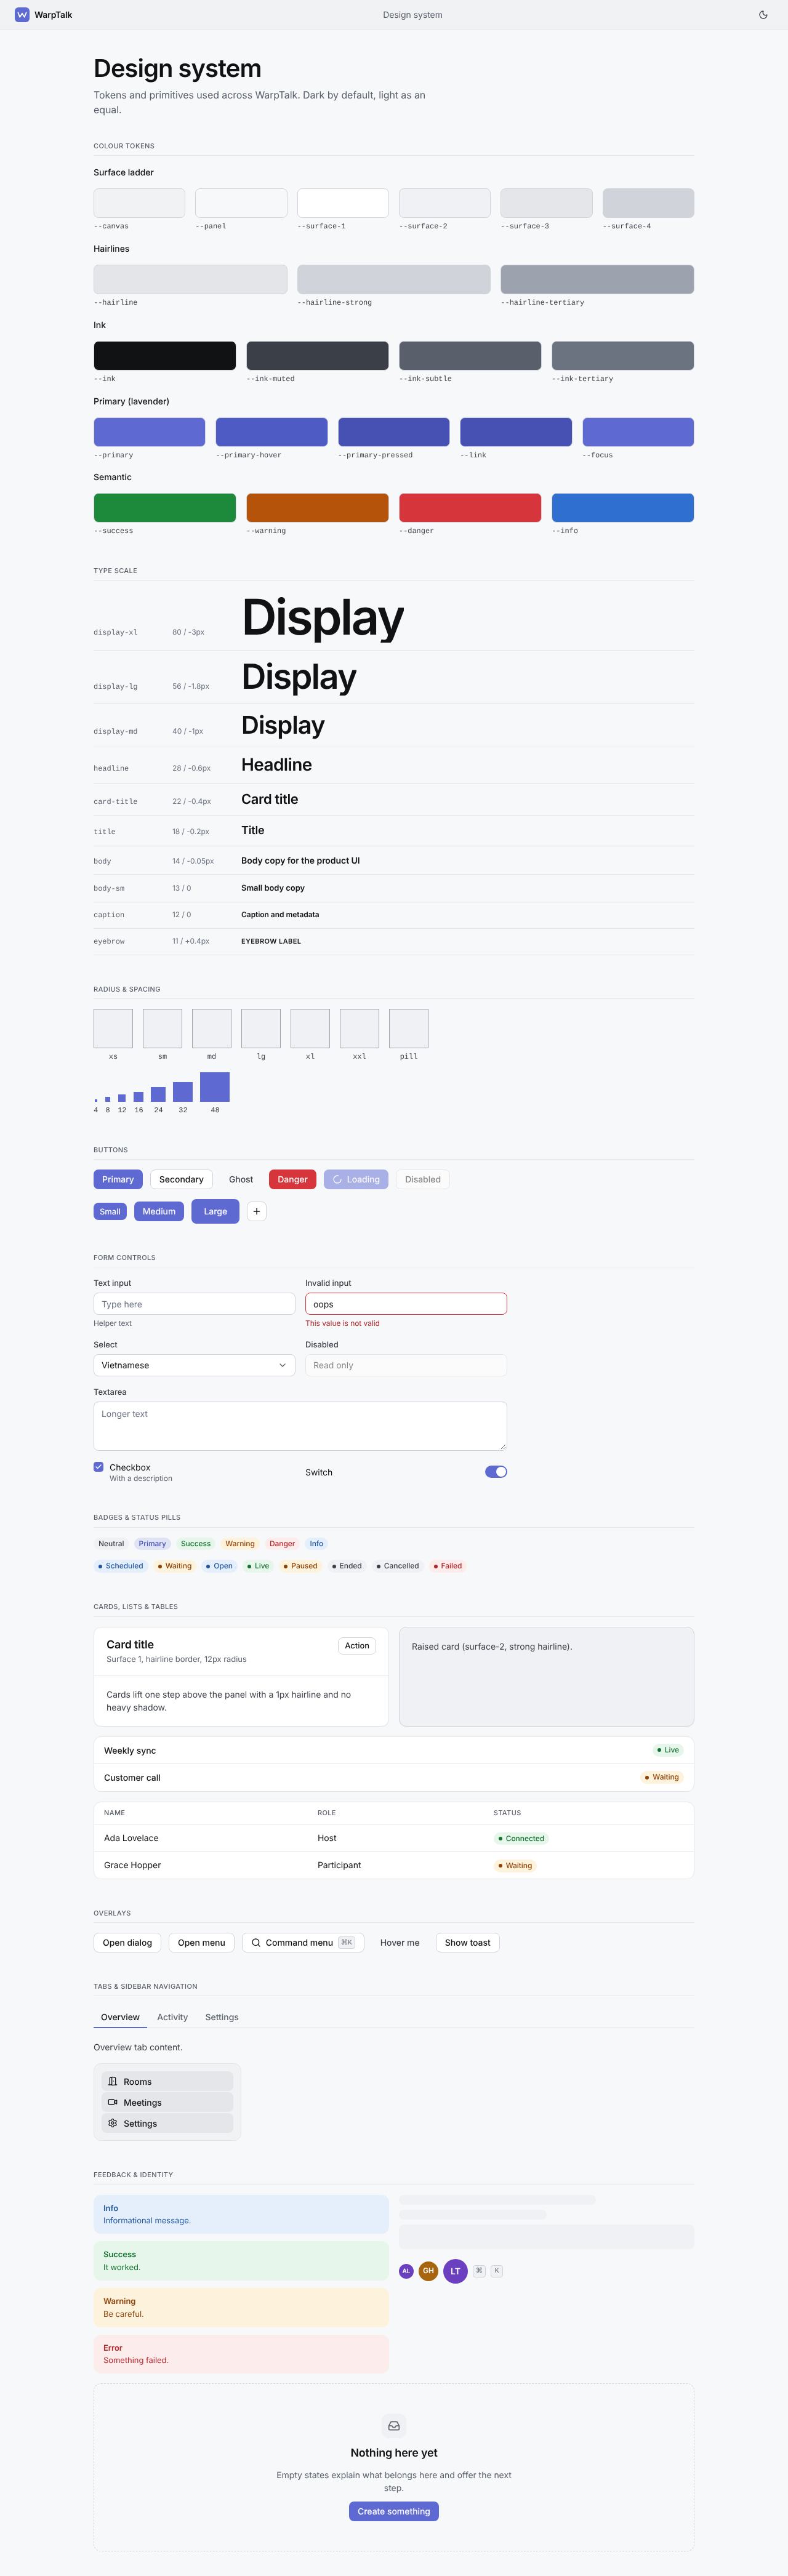 WarpTalk
Design system
Design system
Tokens and primitives used across WarpTalk. Dark by default, light as an
equal.
COLOUR TOKENS
Surface ladder
--canvas
--panel
--surface-1
--surface-2
--surface-3
--surface-4
Hairlines
--hairline
--hairline-strong
--hairline-tertiary
Ink
--ink
--ink-muted
--ink-subtle
--ink-tertiary
Primary (lavender)
--primary
--primary-hover
--primary-pressed
--link
--focus
Semantic
--success
--warning
--danger
--info
TYPE SCALE
display-xl 80 / -3px Display
display-lg 56 / -1.8px Display
display-md 40 / -1px Display
headline 28 / -0.6px Headline
card-title 22 / -0.4px Card title
title 18 / -0.2px Title
body 14 / -0.05px Body copy for the product UI
body-sm 13 / 0 Small body copy
caption 12 / 0 Caption and metadata
eyebrow 11 / +0.4px EYEBROW LABEL
RADIUS & SPACING
xs sm md lg xl xxl pill
4 8 12 16 24 32 48
BUTTONS
Primary Secondary Ghost Danger Loading Disabled
Small Medium Large
FORM CONTROLS
Text input
Type here
Helper text
Invalid input
oops
This value is not valid
Select
Vietnamese
Disabled
Read only
Textarea
Longer text
Checkbox
With a description
Switch
BADGES & STATUS PILLS
Neutral Primary Success Warning Danger Info
Scheduled Waiting Open Live Paused Ended Cancelled Failed
CARDS, LISTS & TABLES
Card title
Surface 1, hairline border, 12px radius
Action
Cards lift one step above the panel with a 1px hairline and no
heavy shadow.
Raised card (surface-2, strong hairline).
Weekly sync Live
Customer call Waiting
NAME ROLE STATUS
Ada Lovelace Host Connected
Grace Hopper Participant Waiting
OVERLAYS
Open dialog Open menu Command menu ⌘K Hover me Show toast
TABS & SIDEBAR NAVIGATION
Overview Activity Settings
Overview tab content.
Rooms
Meetings
Settings
FEEDBACK & IDENTITY
Info
Informational message.
Success
It worked.
Warning
Be careful.
Error
Something failed.
AL GH LT ⌘ K
Nothing here yet
Empty states explain what belongs here and offer the next
step.
Create something